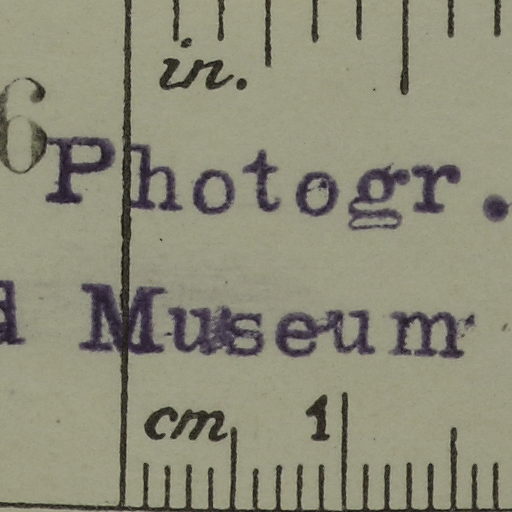 in.
6
Photogr.
d Museum
cm 1